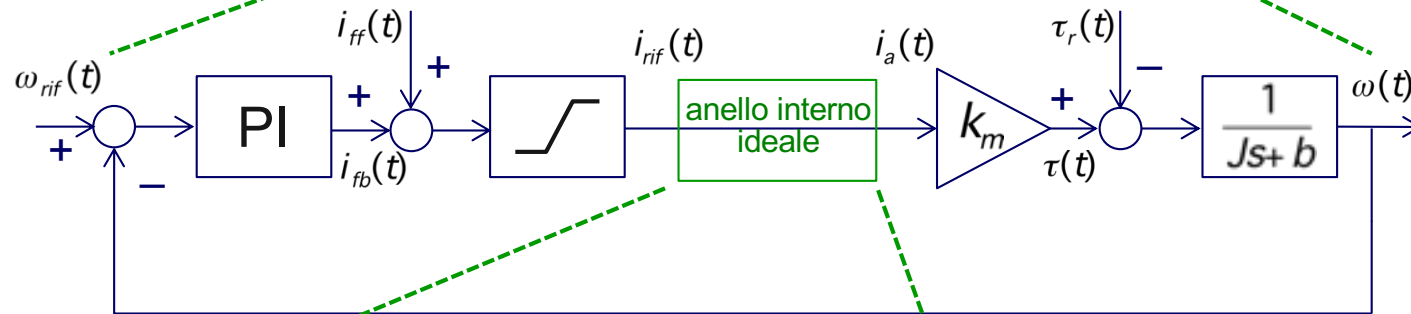 i_ff(t)
i_rif(t)
i_a(t)
τ_r(t)
ω_rif(t)
ω(t)
+
−
+
+
PI
anello interno
ideale
k_m
+
1
Js+ b
+
−
i_fb(t)
τ(t)